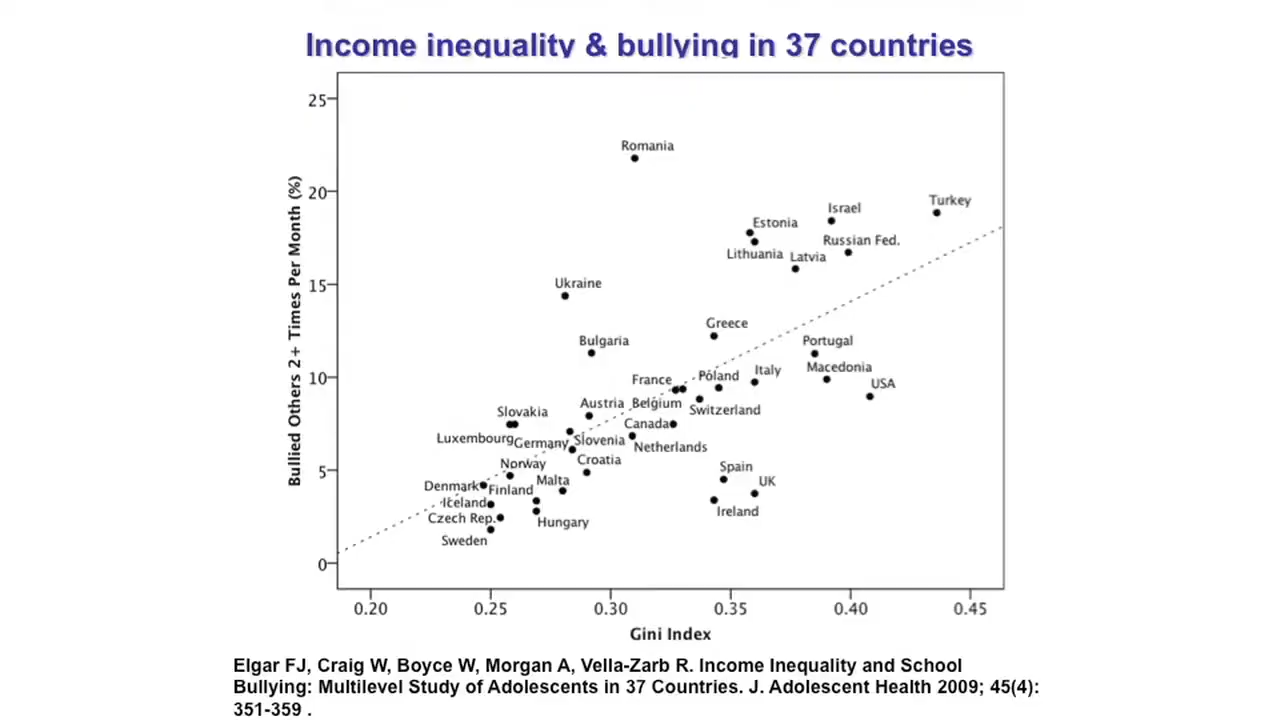 Income inequality & bullying in 37 countries
Bullied Others 2+ Times Per Month (%)
25
20
15
10
5
0
Romania
Turkey
Israel
Estonia
Russian Fed.
Lithuania
Latvia
Ukraine
Greece
Bulgaria
Portugal
Macedonia
Italy
Poland
France
USA
Austria
Belgium
Switzerland
Slovakia
Canada
Luxembourg
Germany
Slovenia
Netherlands
Croatia
Norway
Spain
Malta
UK
Denmark
Finland
Iceland
Ireland
Czech Rep.
Hungary
Sweden
0.20 0.25 0.30 0.35 0.40 0.45
Gini Index
Elgar FJ, Craig W, Boyce W, Morgan A, Vella-Zarb R. Income Inequality and School
Bullying: Multilevel Study of Adolescents in 37 Countries. J. Adolescent Health 2009; 45(4):
351-359 .